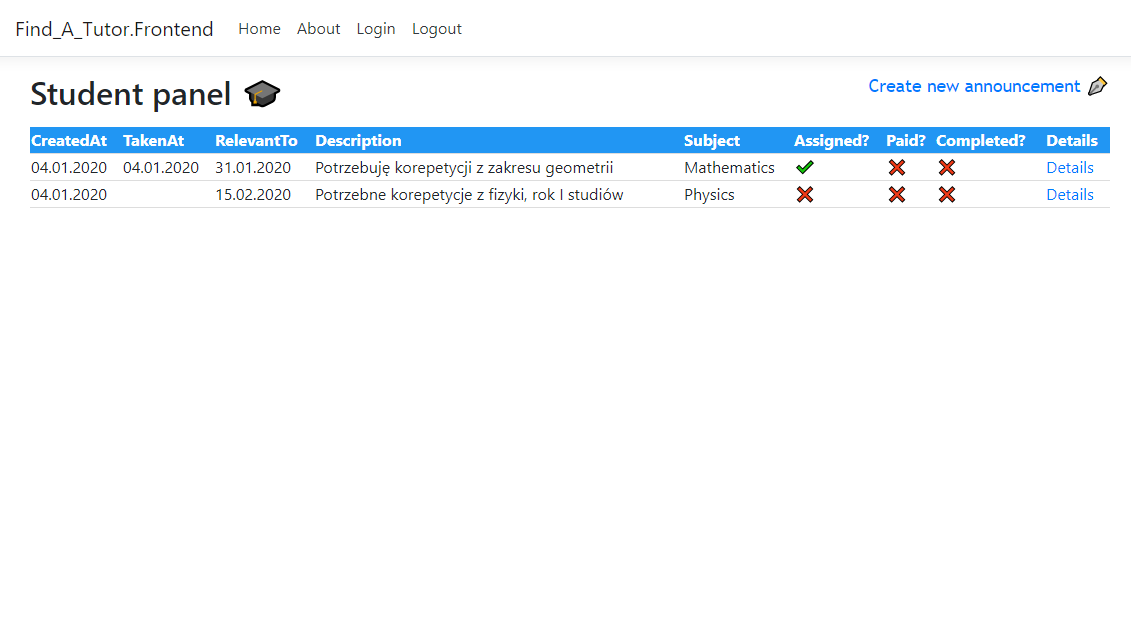 Find_A_Tutor.Frontend Home About Login Logout
Student panel
Create new announcement
CreatedAt TakenAt RelevantTo Description Subject Assigned? Paid? Completed? Details
04.01.2020 04.01.2020 31.01.2020 Potrzebuję korepetycji z zakresu geometrii Mathematics Details
04.01.2020 15.02.2020 Potrzebne korepetycje z fizyki, rok I studiów Physics Details